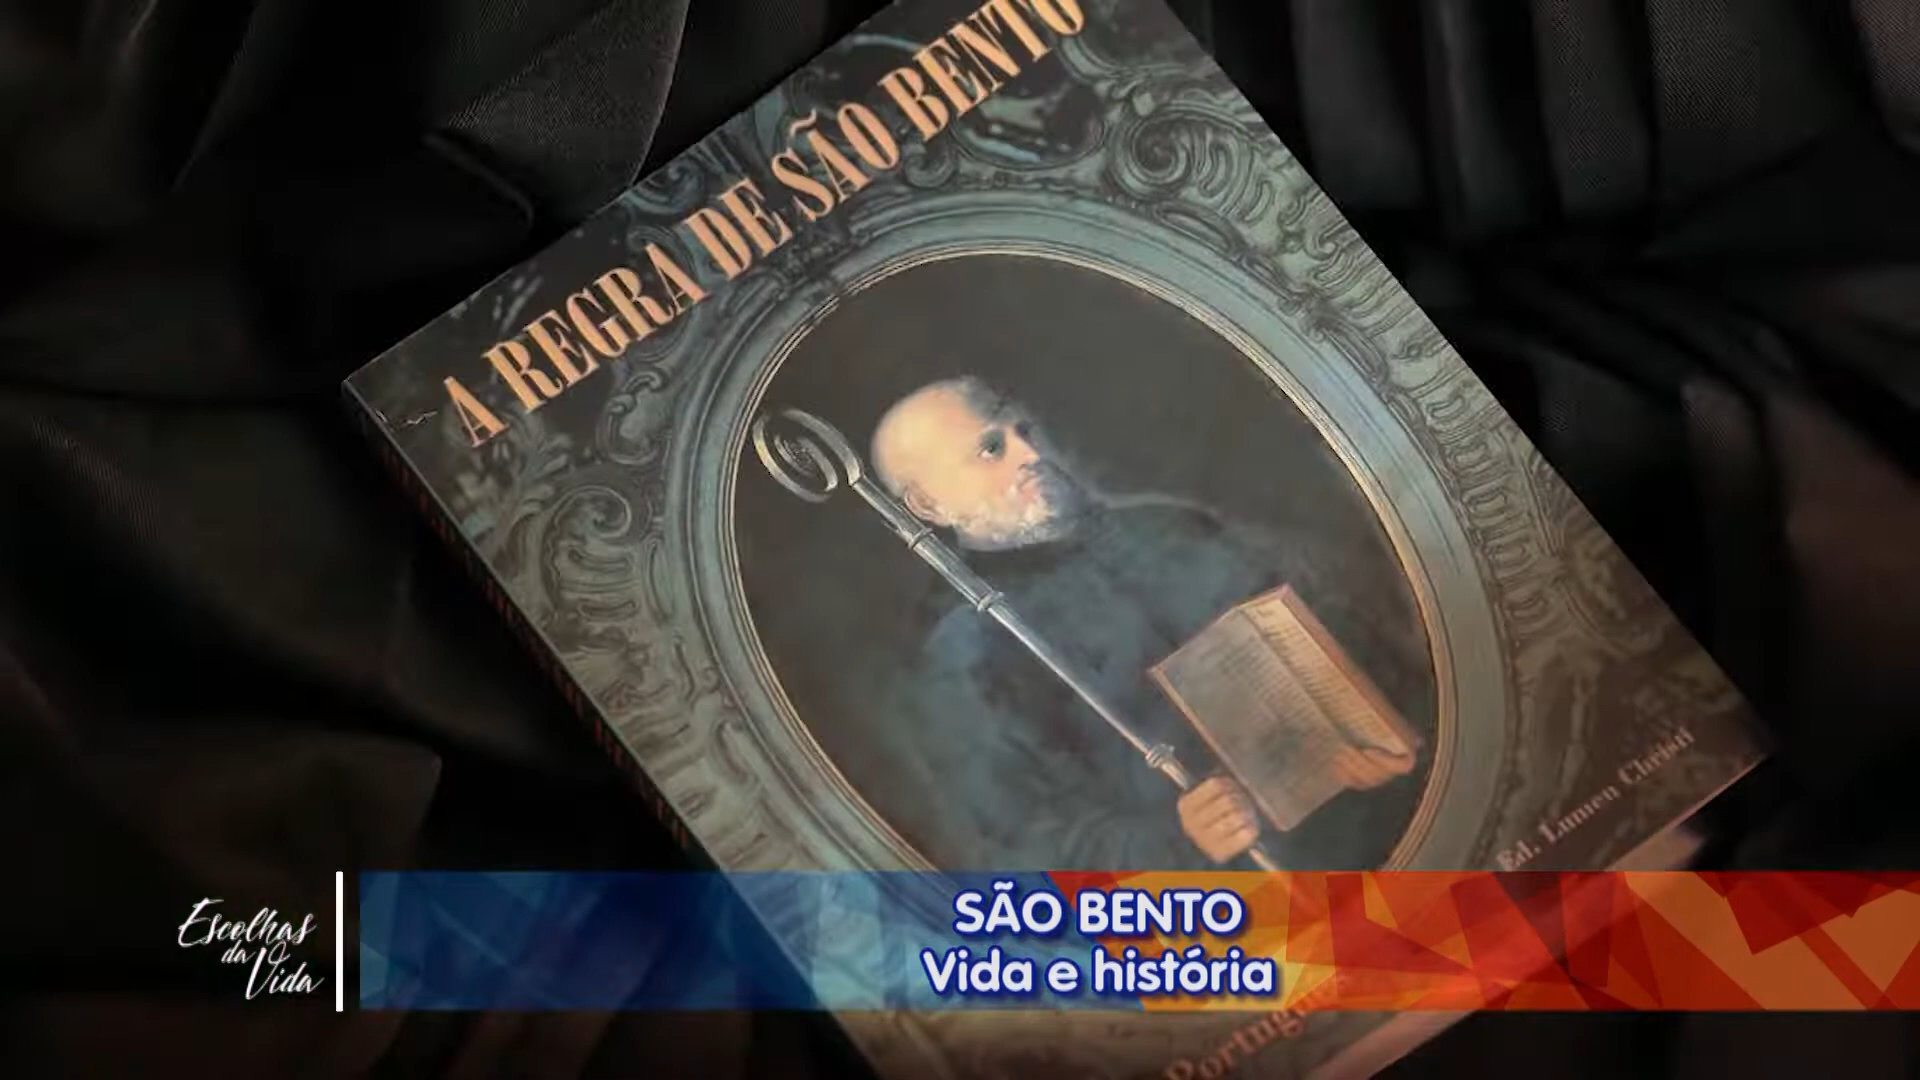 A REGRA DE SÃO BENTO
Ed. Lumen Christi
Escolhas
da
Vida
SÃO BENTO
Vida e história